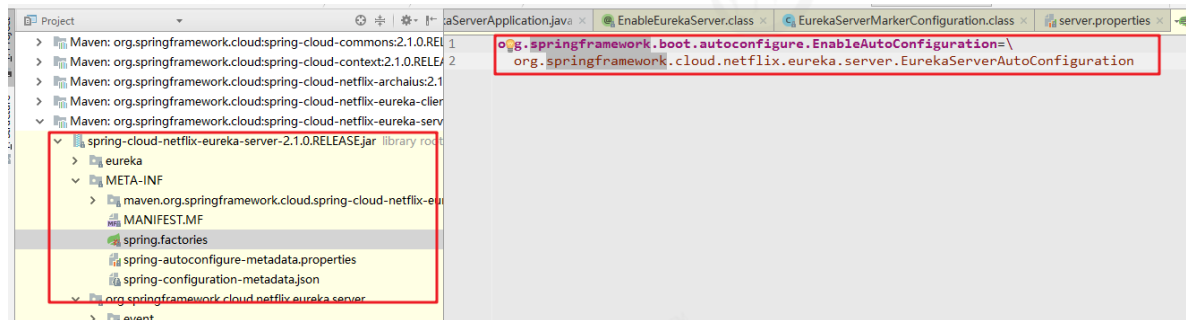 Project
aServerApplication.java
EnableEurekaServer.class
EurekaServerMarkerConfiguration.class
server.properties
Maven: org.springframework.cloud:spring-cloud-commons:2.1.0.REL
Maven: org.springframework.cloud:spring-cloud-context:2.1.0.RELEA
Maven: org.springframework.cloud:spring-cloud-netflix-archaius:2.1
Maven: org.springframework.cloud:spring-cloud-netflix-eureka-clier
Maven: org.springframework.cloud:spring-cloud-netflix-eureka-serv
spring-cloud-netflix-eureka-server-2.1.0.RELEASE.jar library root
eureka
META-INF
maven.org.springframework.cloud.spring-cloud-netflix-eur
MANIFEST.MF
spring.factories
spring-autoconfigure-metadata.properties
spring-configuration-metadata.json
org.springframework.cloud.netflix.eureka.server
event
1 org.springframework.boot.autoconfigure.EnableAutoConfiguration=\
2 org.springframework.cloud.netflix.eureka.server.EurekaServerAutoConfiguration